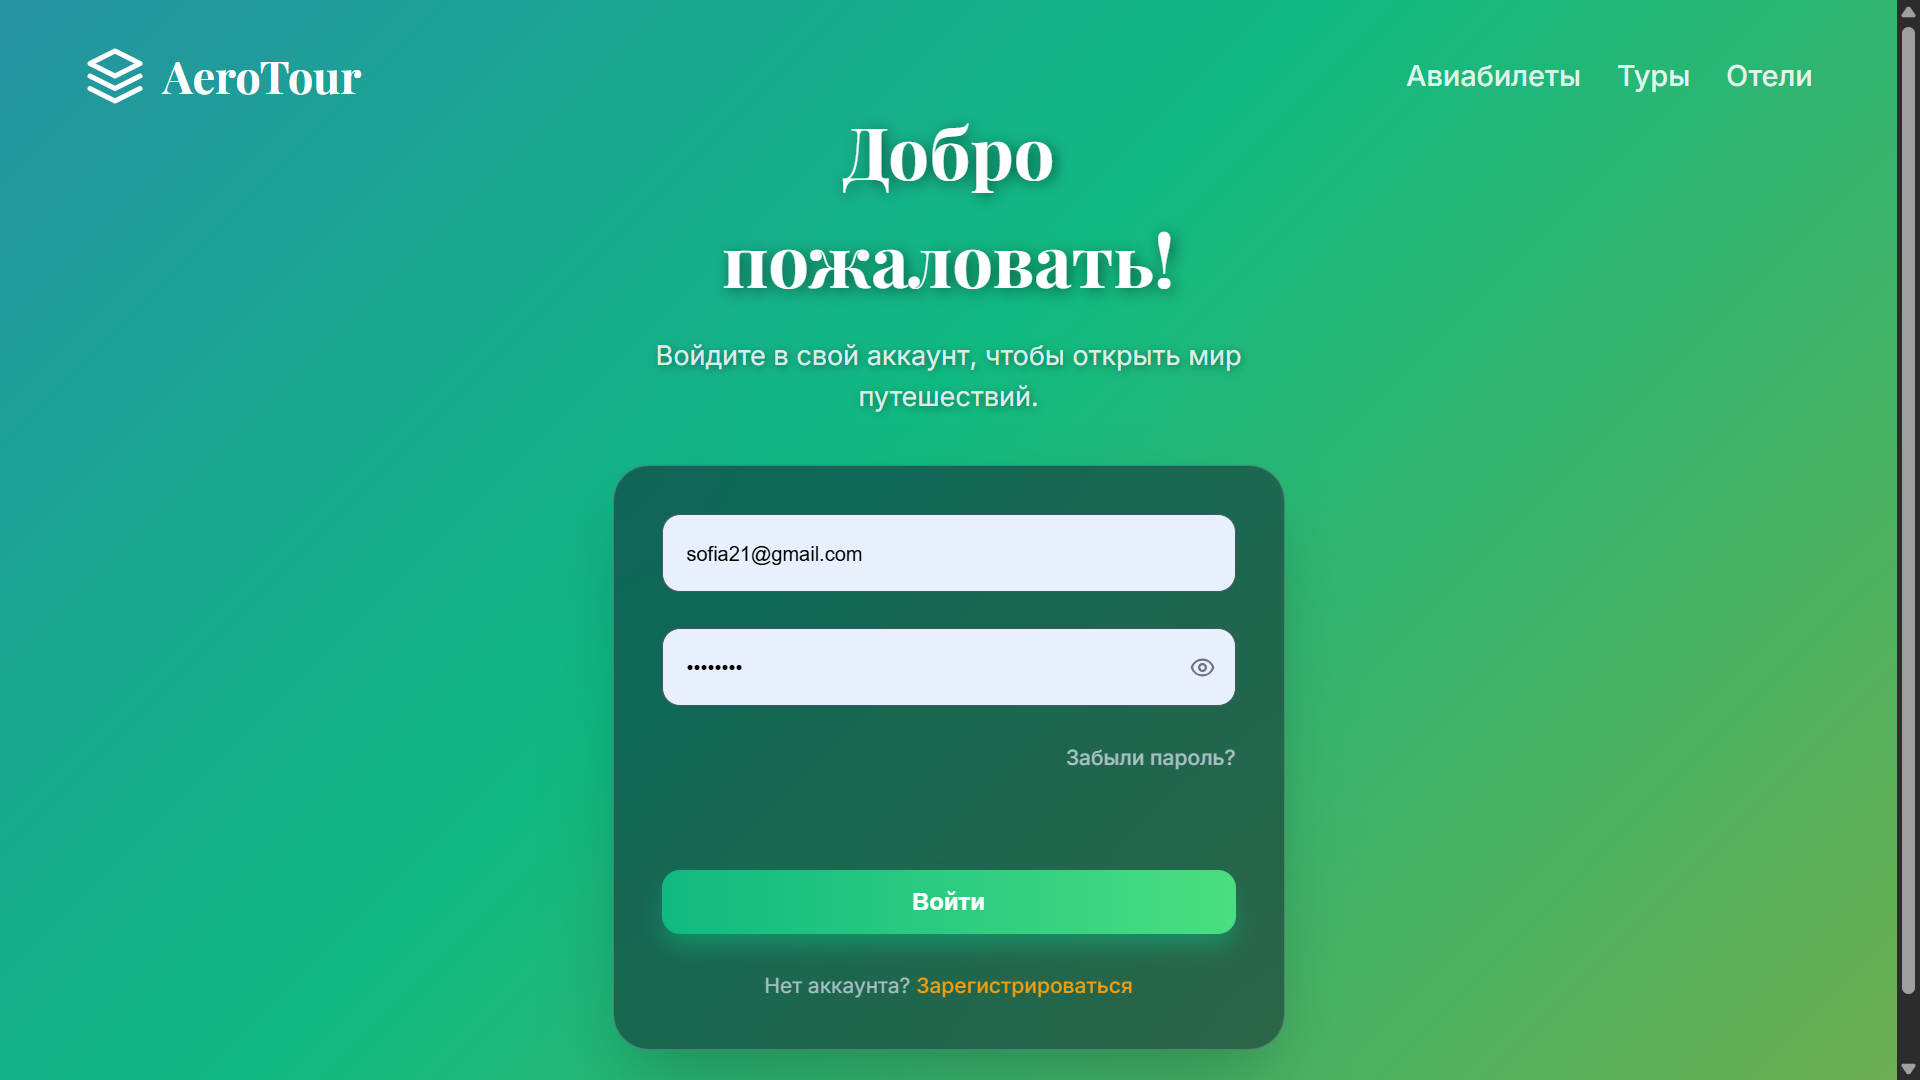 AeroTour
Авиабилеты Туры Отели
Добро
пожаловать!
Войдите в свой аккаунт, чтобы открыть мир
путешествий.
sofia21@gmail.com
••••••••
Забыли пароль?
Войти
Нет аккаунта? Зарегистрироваться